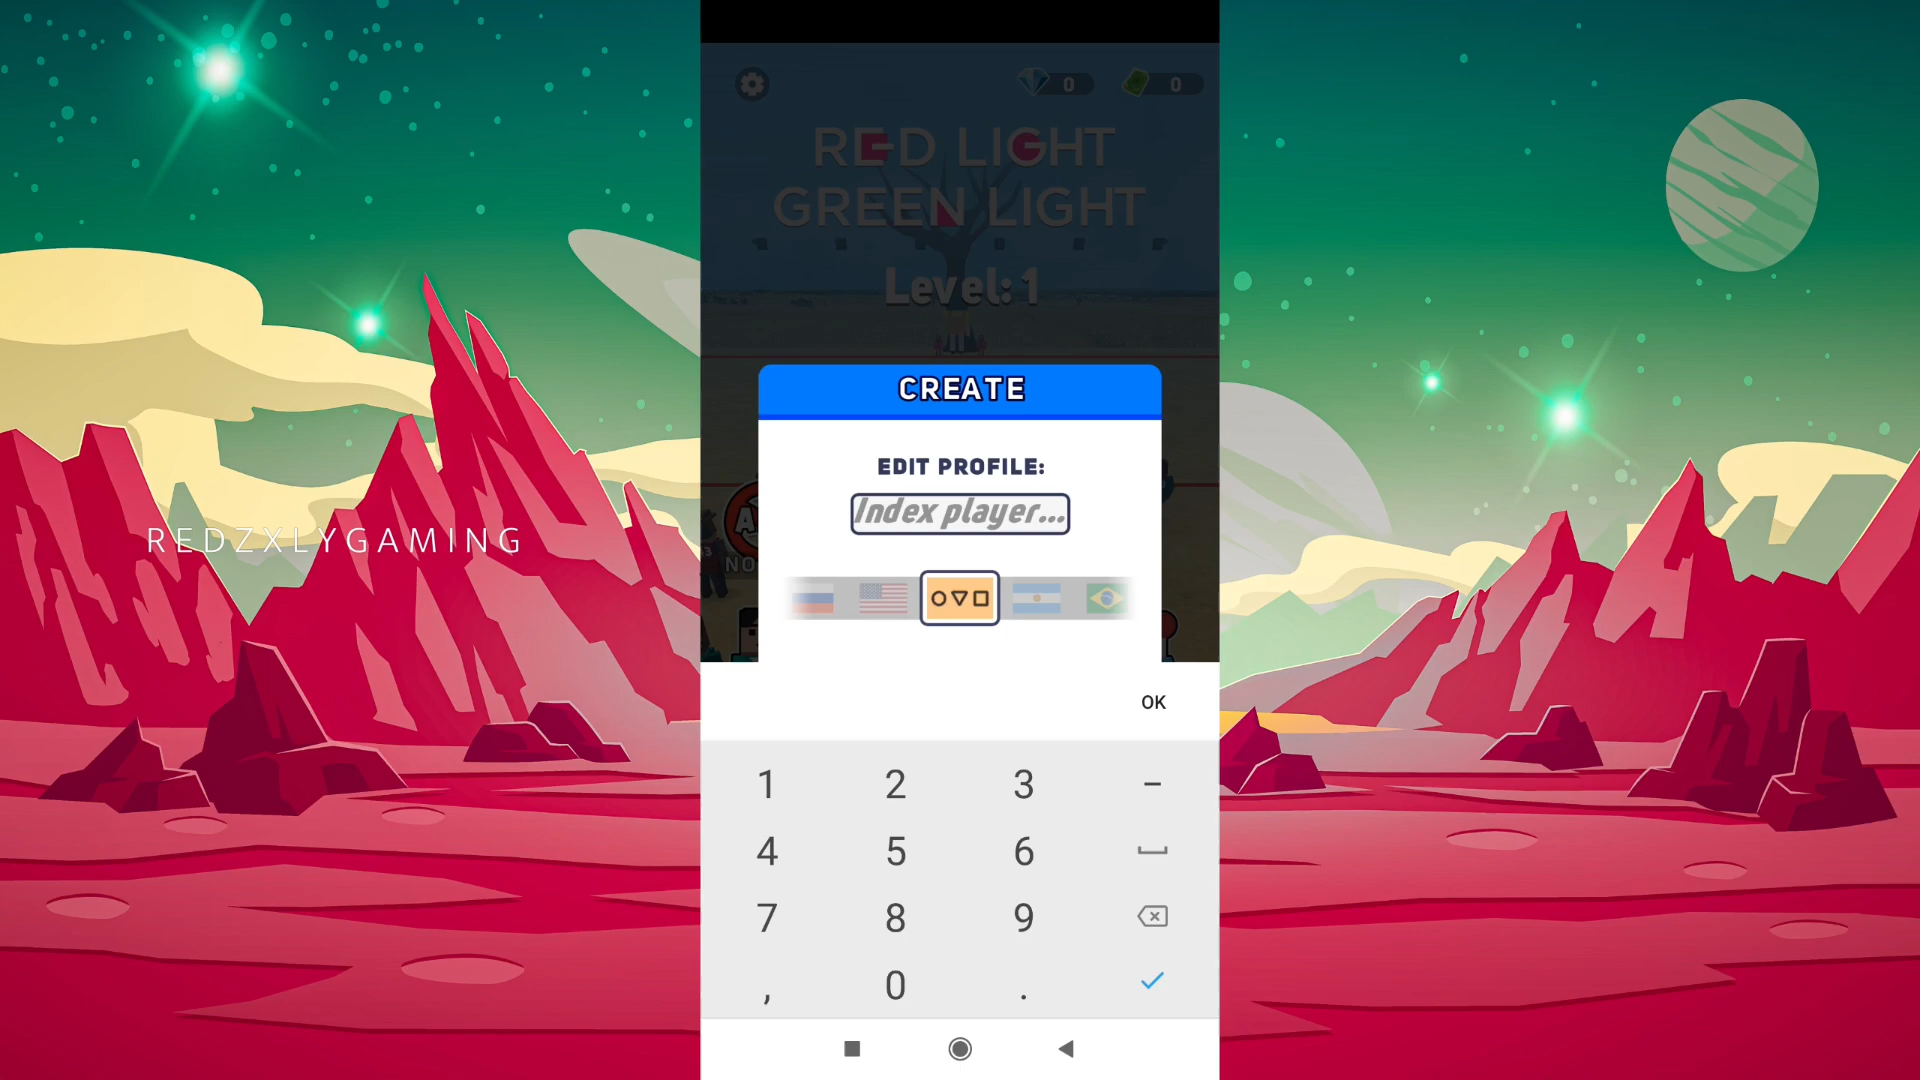 0 0
RED LIGHT
GREEN LIGHT
Level: 1
CREATE
EDIT PROFILE:
Index player...
NO
REDZXLYGAMING
OK
1 2 3 -
4 5 6
7 8 9
, 0 .